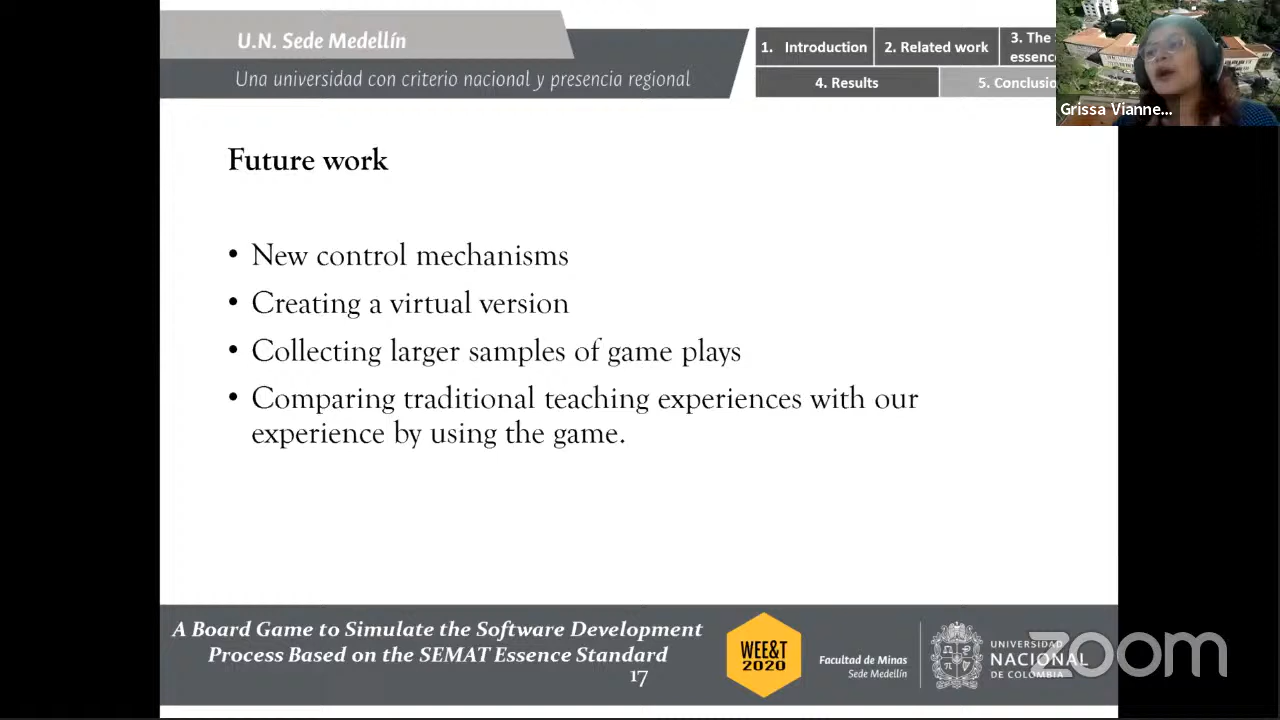 U.N. Sede Medellín
Una universidad con criterio nacional y presencia regional
1. Introduction
2. Related work
3. The
4. Results
Grissa Vianne...
Future work
• New control mechanisms
• Creating a virtual version
• Collecting larger samples of game plays
• Comparing traditional teaching experiences with our
experience by using the game.
A Board Game to Simulate the Software Development
Process Based on the SEMAT Essence Standard
17
WEE&T
2020
Facultad de Minas
Sede Medellín
UNIVERSIDAD
NACIONAL
DE COLOMBIA
zoom